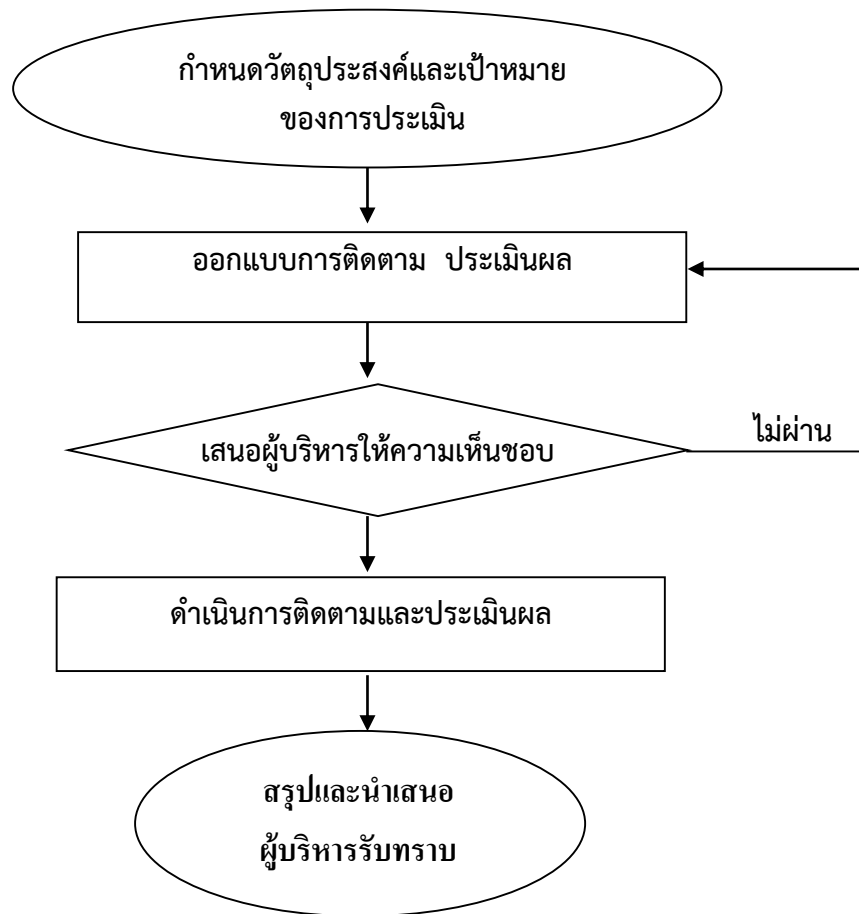 กำหนดวัตถุประสงค์และเป้าหมาย
ของการประเมิน
ออกแบบการติดตาม ประเมินผล
เสนอผู้บริหารให้ความเห็นชอบ
ไม่ผ่าน
ดำเนินการติดตามและประเมินผล
สรุปและนำเสนอ
ผู้บริหารรับทราบ